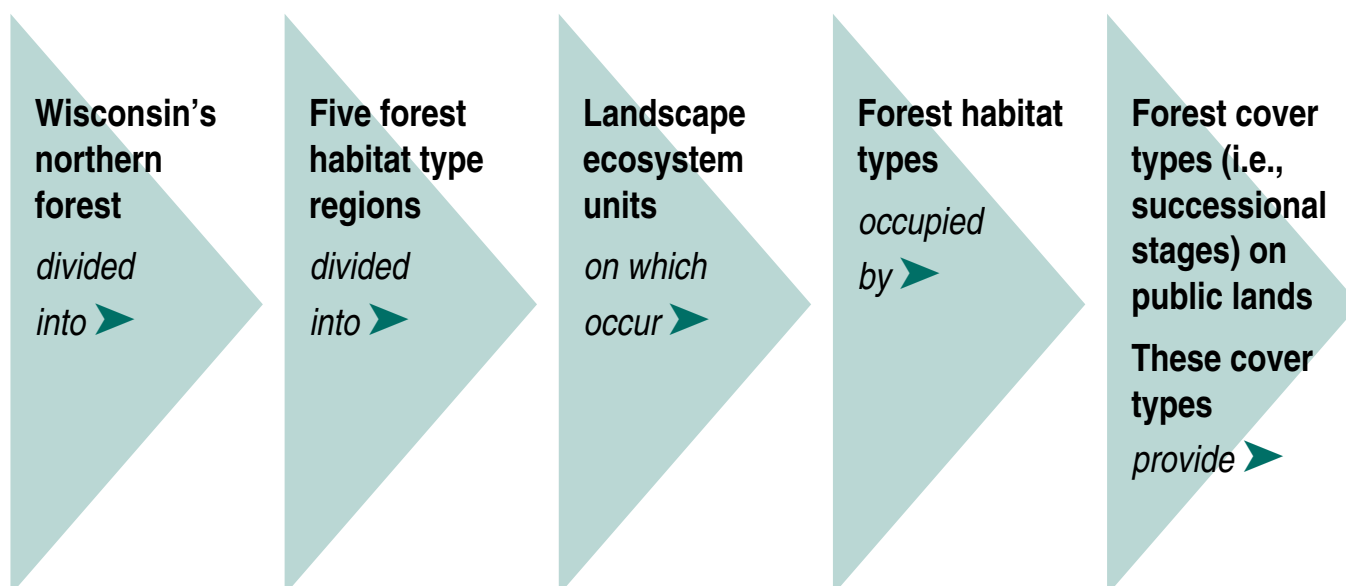 Wisconsin’s
northern
forest
divided
into ➤
Five forest
habitat type
regions
divided
into ➤
Landscape
ecosystem
units
on which
occur ➤
Forest habitat
types
occupied
by ➤
Forest cover
types (i.e.,
successional
stages) on
public lands
These cover
types
provide ➤